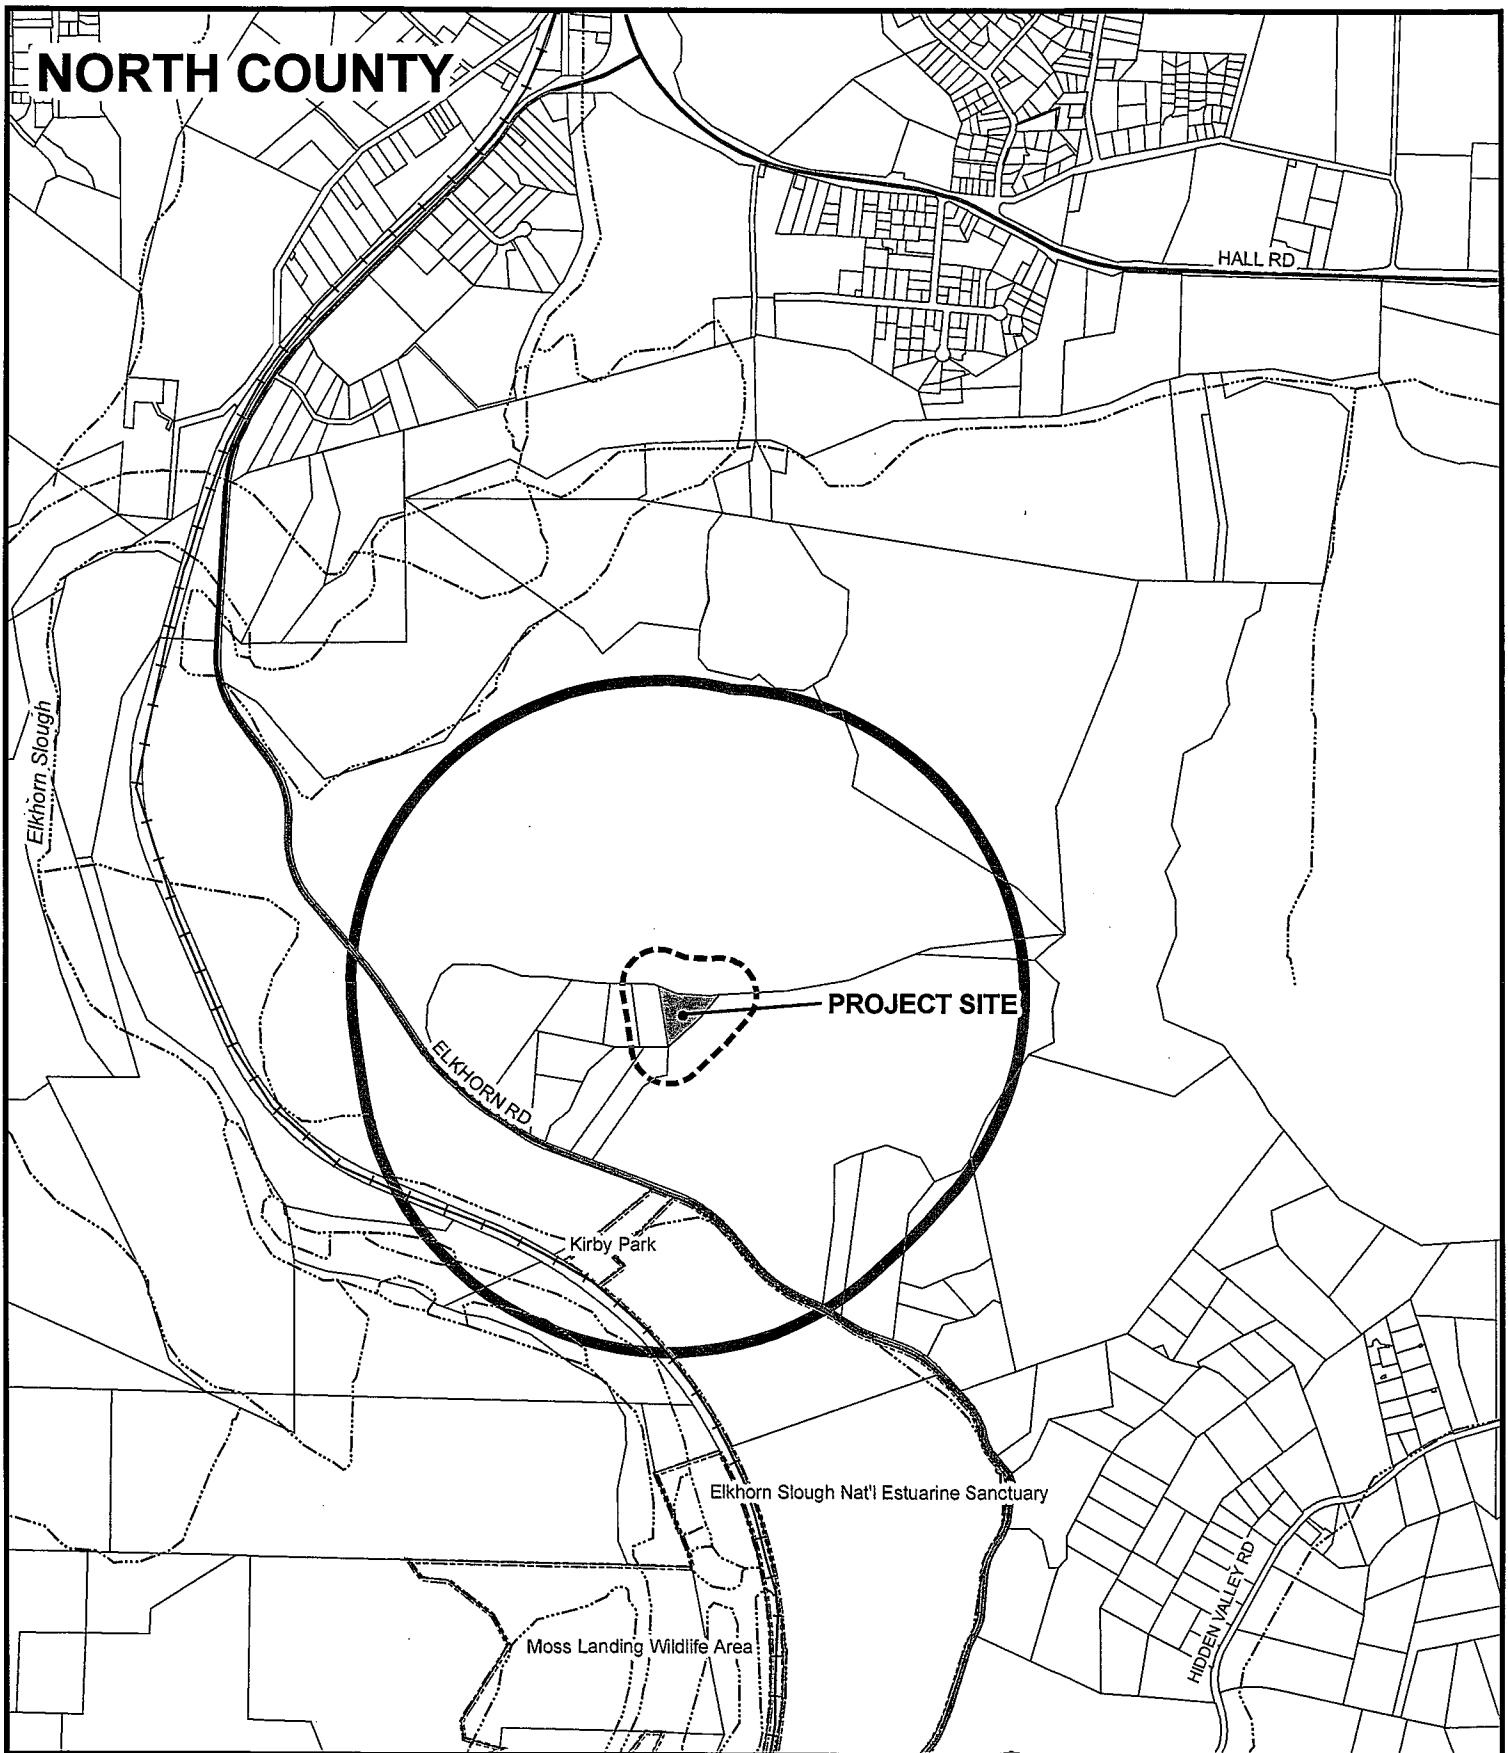 NORTH COUNTY
HALL RD
Elkhorn Slough
PROJECT SITE
ELKHORN RD
Kirby Park
Elkhorn Slough Nat'l Estuarine Sanctuary
HIDDEN VALLEY RD
Moss Landing Wildlife Area